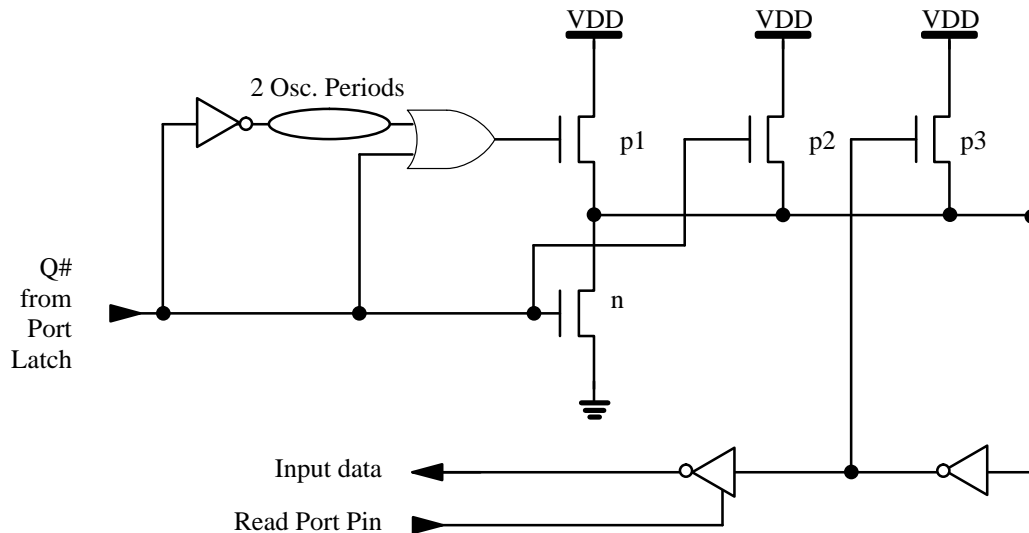 VDD
VDD
VDD
2 Osc. Periods
p1
p2
p3
Q#
from
Port
Latch
n
Input data
Read Port Pin